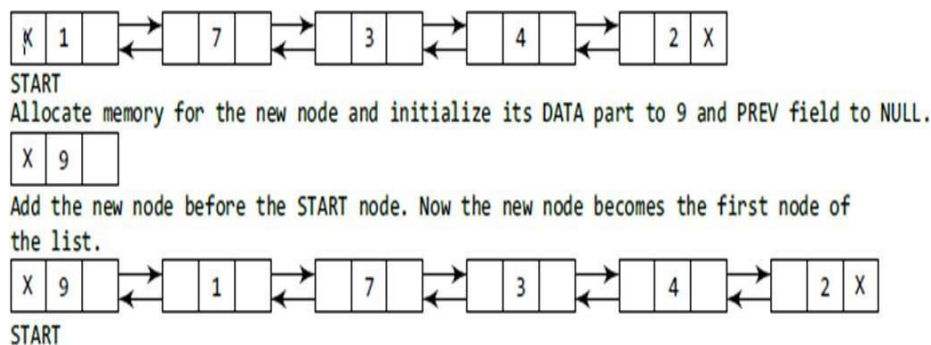 X 1 7 3 4 2 X
START
Allocate memory for the new node and initialize its DATA part to 9 and PREV field to NULL.
X 9
Add the new node before the START node. Now the new node becomes the first node of
the list.
X 9 1 7 3 4 2 X
START